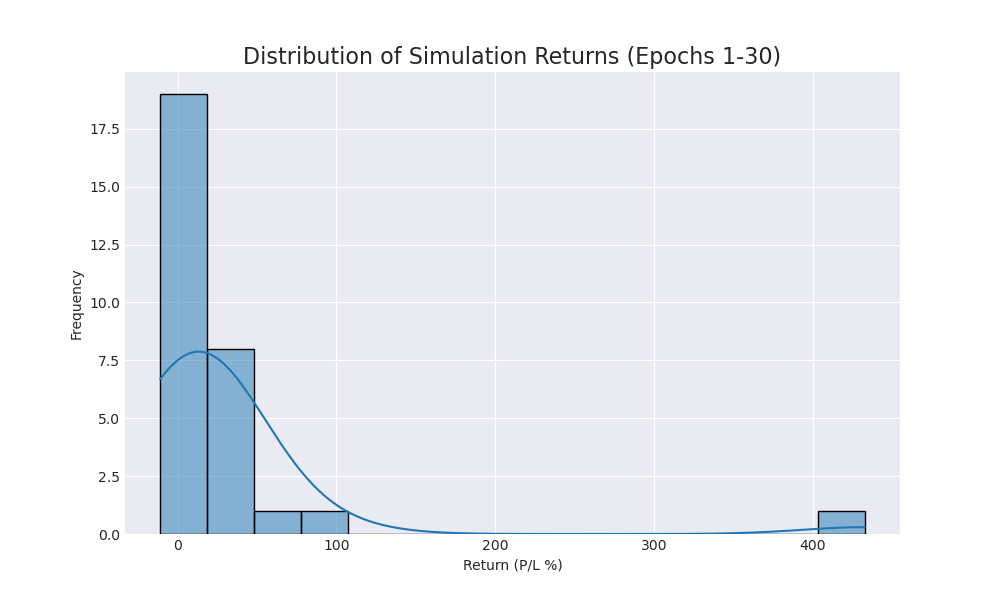 Distribution of Simulation Returns (Epochs 1-30)
17.5
15.0
12.5
10.0
7.5
5.0
2.5
0.0
Frequency
0 100 200 300 400
Return (P/L %)